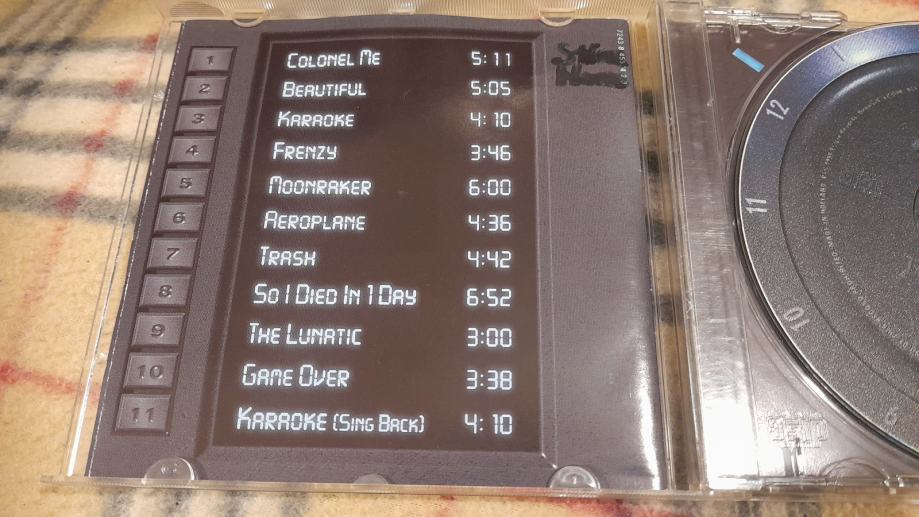 1 Colonel Me 5:11
2 Beautiful 5:05
3 Karaoke 4:10
4 Frenzy 3:46
5 Moonraker 6:00
6 Aeroplane 4:36
7 Trash 4:42
8 So I Died In 1 Day 6:52
9 The Lunatic 3:00
10 Game Over 3:38
11 Karaoke (Sing Back) 4:10
12
11
10